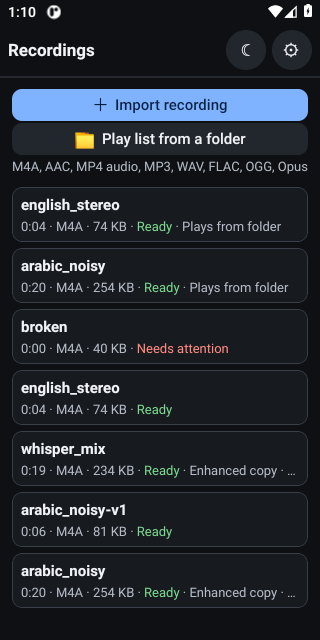 1:10
Recordings
Import recording
Play list from a folder
M4A, AAC, MP4 audio, MP3, WAV, FLAC, OGG, Opus
english_stereo
0:04 · M4A · 74 KB · Ready · Plays from folder
arabic_noisy
0:20 · M4A · 254 KB · Ready · Plays from folder
broken
0:00 · M4A · 40 KB · Needs attention
english_stereo
0:04 · M4A · 74 KB · Ready
whisper_mix
0:19 · M4A · 234 KB · Ready · Enhanced copy · …
arabic_noisy-v1
0:06 · M4A · 81 KB · Ready
arabic_noisy
0:20 · M4A · 254 KB · Ready · Enhanced copy · …